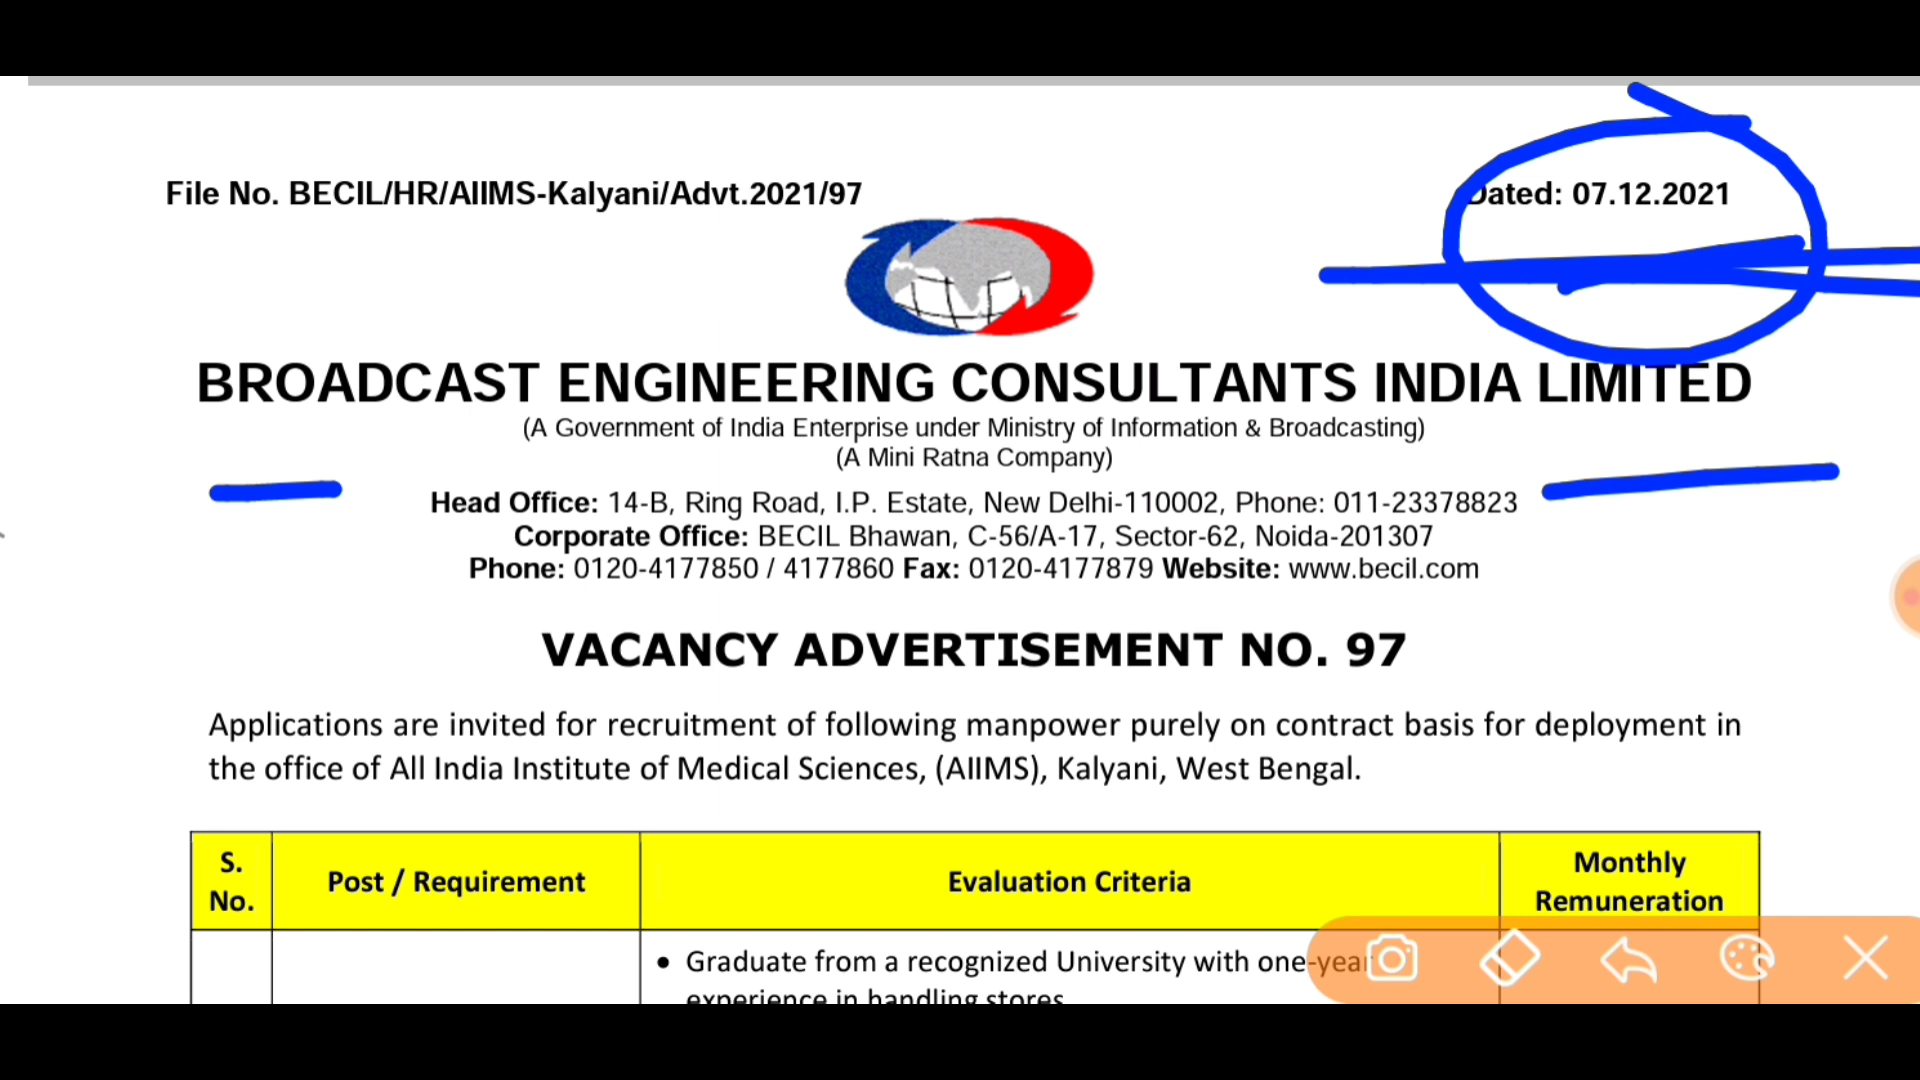 File No. BECIL/HR/AIIMS-Kalyani/Advt.2021/97
Dated: 07.12.2021
BROADCAST ENGINEERING CONSULTANTS INDIA LIMITED
(A Government of India Enterprise under Ministry of Information & Broadcasting)
(A Mini Ratna Company)
Head Office: 14-B, Ring Road, I.P. Estate, New Delhi-110002, Phone: 011-23378823
Corporate Office: BECIL Bhawan, C-56/A-17, Sector-62, Noida-201307
Phone: 0120-4177850 / 4177860 Fax: 0120-4177879 Website: www.becil.com
VACANCY ADVERTISEMENT NO. 97
Applications are invited for recruitment of following manpower purely on contract basis for deployment in
the office of All India Institute of Medical Sciences, (AIIMS), Kalyani, West Bengal.
S. No.
Post / Requirement
Evaluation Criteria
Monthly Remuneration
• Graduate from a recognized University with one-year
experience in handling stores